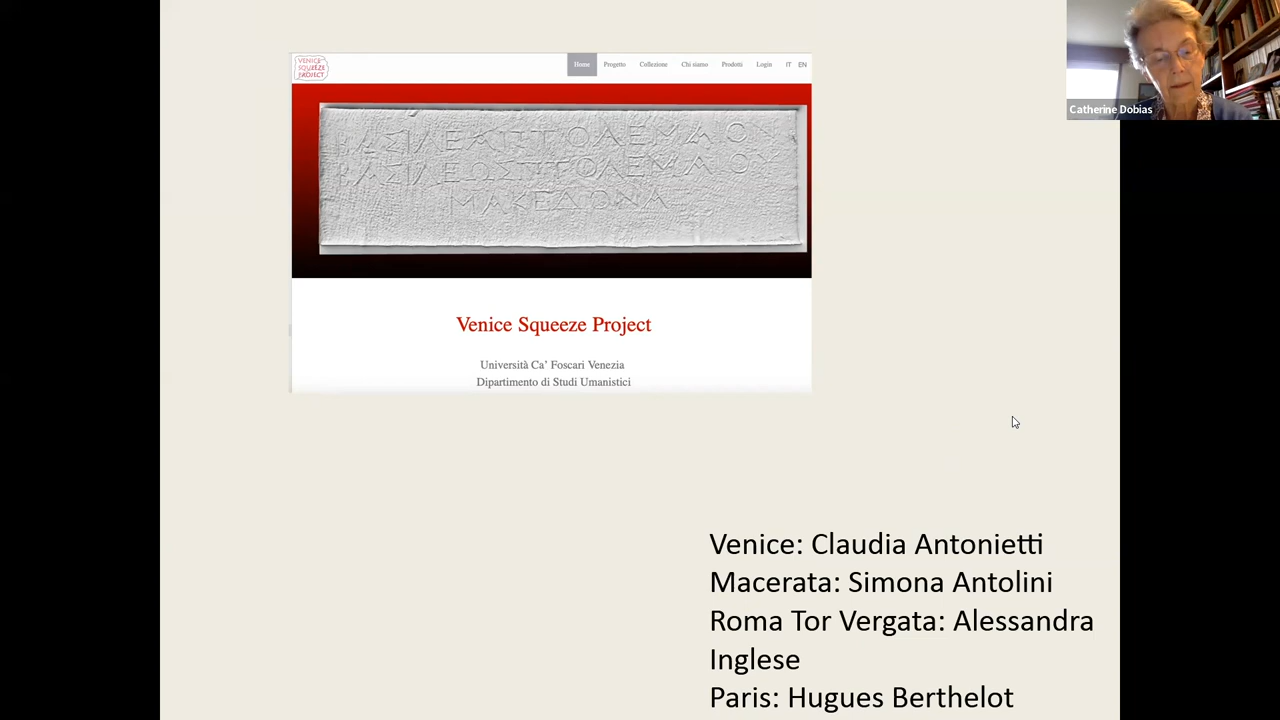 VENICE
SQUEEZE
PROJECT
Home Progetto Collezione Chi siamo Prodotti Login IT EN
Catherine Dobias
ΒΑΣΙΛΕΑ ΠΤΟΛΕΜΑΙΟΝ
ΒΑΣΙΛΕΩΣ ΠΤΟΛΕΜΑΙΟΥ
ΜΑΚΕΔΟΝΑ
Venice Squeeze Project
Università Ca’ Foscari Venezia
Dipartimento di Studi Umanistici
Venice: Claudia Antonietti
Macerata: Simona Antolini
Roma Tor Vergata: Alessandra
Inglese
Paris: Hugues Berthelot